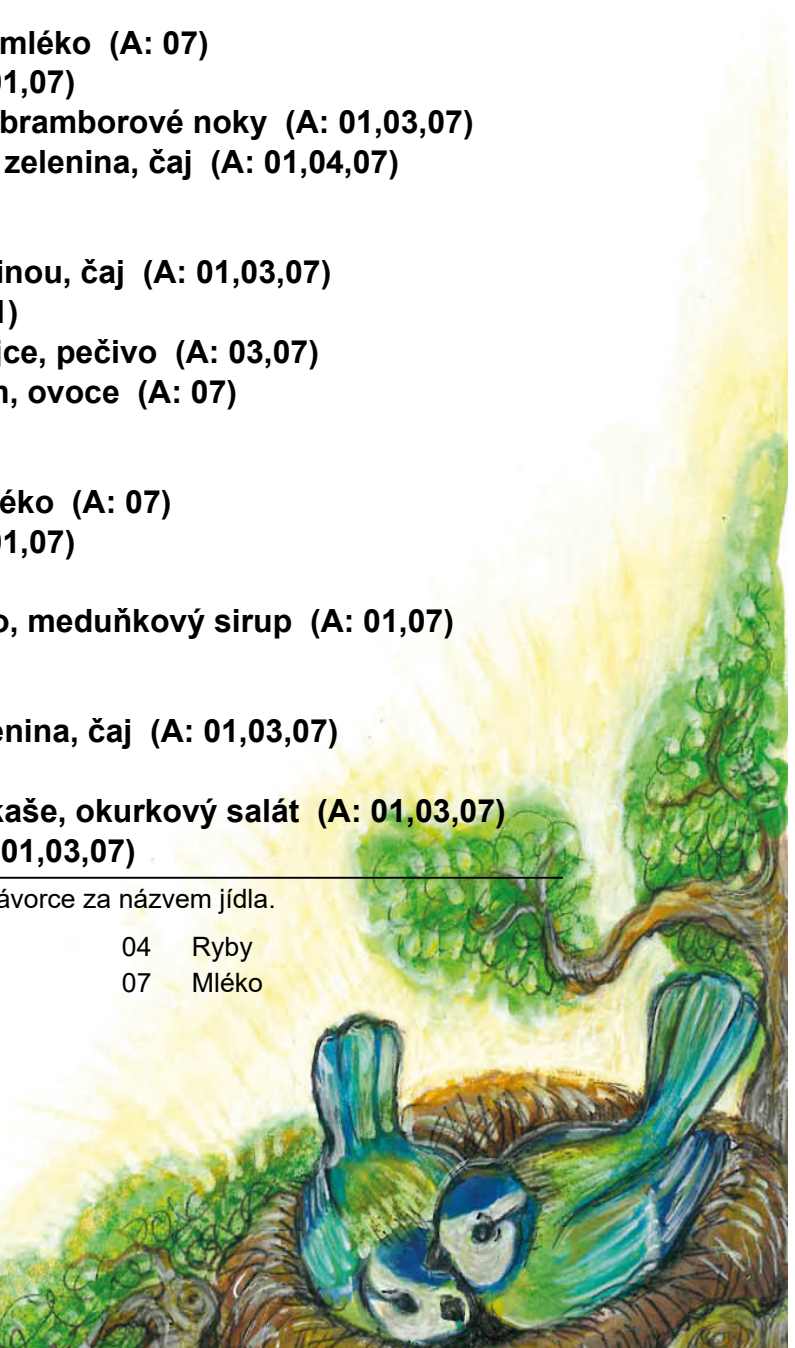 mléko (A: 07)
01,07)
bramborové noky (A: 01,03,07)
zelenina, čaj (A: 01,04,07)
inou, čaj (A: 01,03,07)
1)
jce, pečivo (A: 03,07)
, ovoce (A: 07)
éko (A: 07)
01,07)
o, meduňkový sirup (A: 01,07)
enina, čaj (A: 01,03,07)
kaše, okurkový salát (A: 01,03,07)
01,03,07)
ávorce za názvem jídla.
04 Ryby
07 Mléko